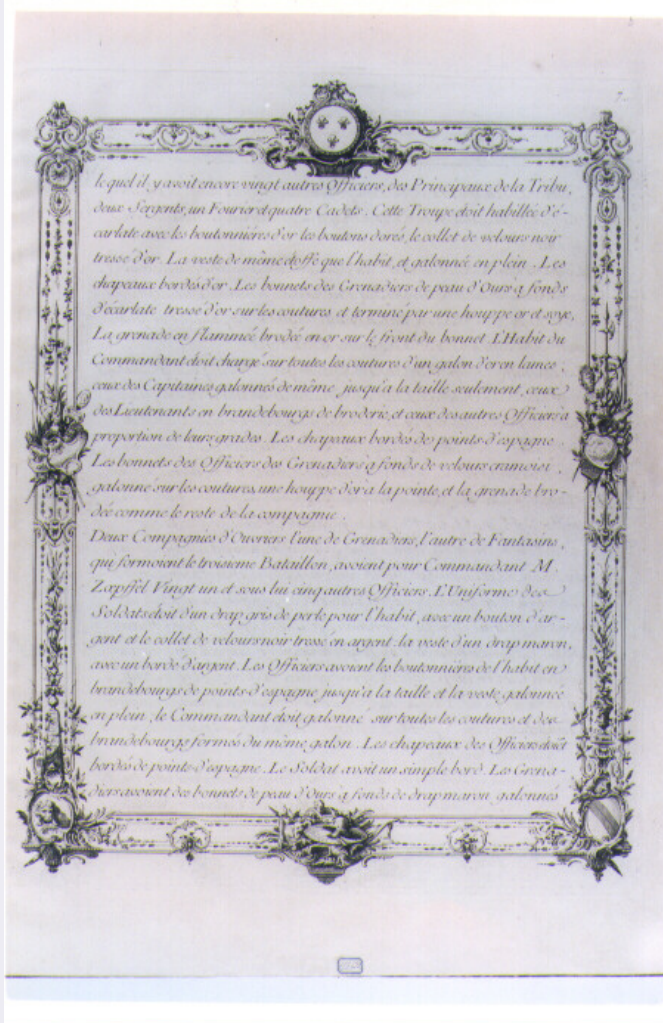 lequel il y avoit encore vingt autres Officiers, des Principaux de la Tribu,
deux Sergents, un Fourier et quatre Cadets. Cette Troupe étoit habillée d'é-
carlate avec les boutonniéres d'or les boutons dorés, le collet de velours noir
tressé d'or. La veste de même étoffe que l'habit, et galonnée en plein. Les
chapeaux bordés d'or. Les bonnets des Grenadiers de peau d'Ours a fonds
d'écarlate tressé d'or sur les coutures et terminé par une houppe or et soye,
La grenade en flammée brodée en or sur le front du bonnet. L'Habit du
Commandant étoit chargé sur toutes les coutures d'un galon d'or en lames,
ceux des Capitaines galonnés de même jusqu'a la taille seulement, ceux
des Lieutenants en brandebourgs de broderie, et ceux des autres Officiers a
proportion de leurs grades. Les chapeaux bordés de points d'espagne.
Les bonnets des Officiers des Grenadiers a fonds de velours cramoisi,
galonné sur les coutures, une houppe d'or a la pointe, et la grenade bro-
dée comme le reste de la compagnie.
Deux Compagnies d'Ouvriers l'une de Grenadiers, l'autre de Fantasins,
qui formoient le troisieme Bataillon, avoient pour Commandant M.
Zæpffel Vingt un et sous lui cinq autres Officiers. L'Uniforme des
Soldats étoit d'un drap gris de perle pour l'habit, avec un bouton d'ar-
gent et le collet de velours noir tressé en argent. la veste d'un drap maron,
avec un bordé d'argent. Les Officiers avoient les boutonnieres de l'habit en
brandebourgs de points d'espagne jusqu'a la taille et la veste galonnée
en plein, le Commandant étoit galonné sur toutes les coutures et des
brandebourgs formés du même galon. Les chapeaux des Officiers étoiẽt
bordés de points d'espagne. Le Soldat avoit un simple bord. Les Grena-
diers avoient des bonnets de peau d'Ours a fonds de drap maron, galonnés